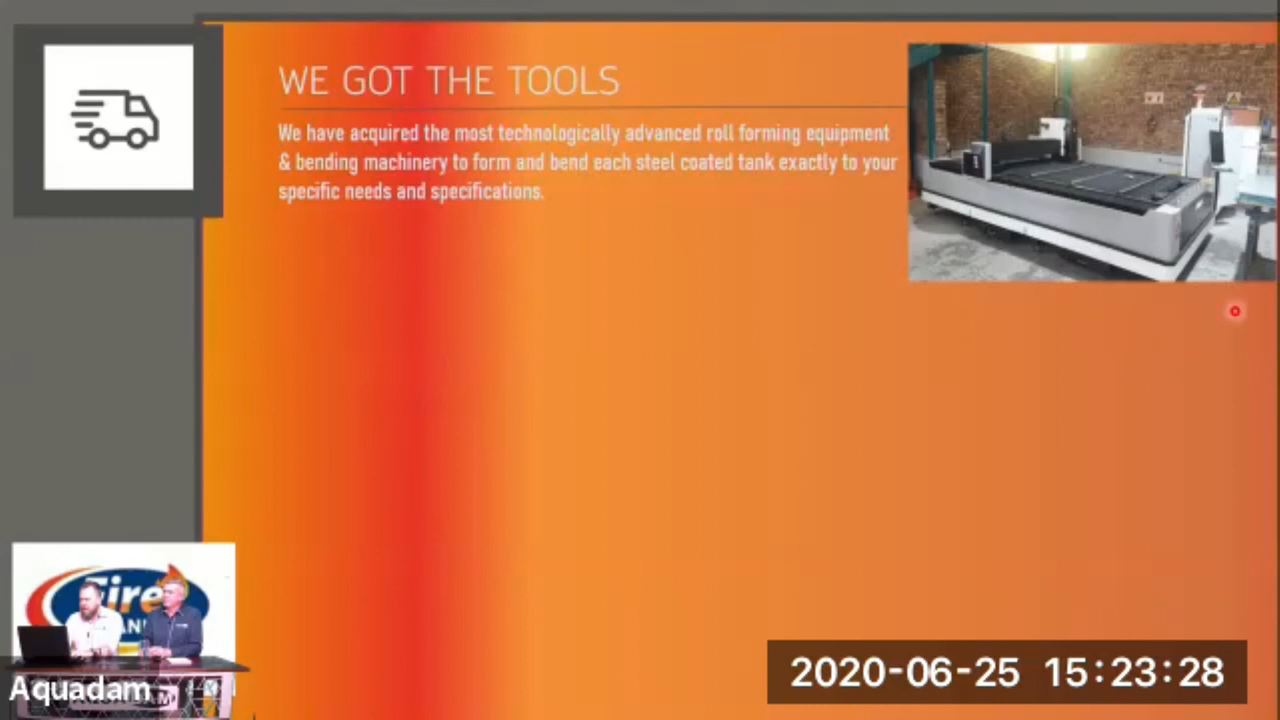 WE GOT THE TOOLS
We have acquired the most technologically advanced roll forming equipment
& bending machinery to form and bend each steel coated tank exactly to your
specific needs and specifications.
Fire
Aquadam
2020-06-25 15:23:28